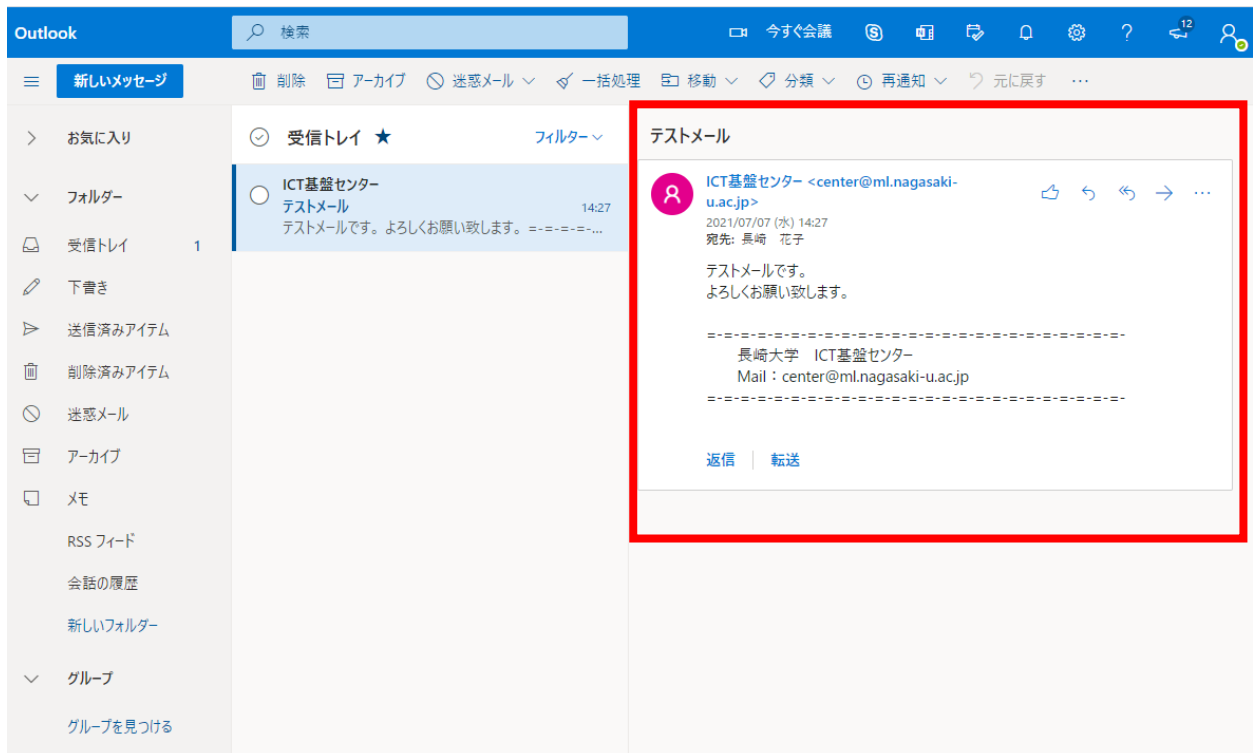 Outlook
検索
今すぐ会議
12
新しいメッセージ
削除 アーカイブ 迷惑メール 一括処理 移動 分類 再通知 元に戻す ...
お気に入り
フォルダー
受信トレイ 1
下書き
送信済みアイテム
削除済みアイテム
迷惑メール
アーカイブ
メモ
RSS フィード
会話の履歴
新しいフォルダー
グループ
グループを見つける
受信トレイ ★ フィルター
ICT基盤センター
テストメール 14:27
テストメールです。よろしくお願い致します。=-=-=-=-...
テストメール
ICT基盤センター <center@ml.nagasaki-
u.ac.jp>
2021/07/07 (水) 14:27
宛先: 長崎　花子
テストメールです。
よろしくお願い致します。
=-=-=-=-=-=-=-=-=-=-=-=-=-=-=-=-=-=-=-=-=-=-=-=-=-
長崎大学　ICT基盤センター
Mail：center@ml.nagasaki-u.ac.jp
=-=-=-=-=-=-=-=-=-=-=-=-=-=-=-=-=-=-=-=-=-=-=-=-=-
返信 | 転送